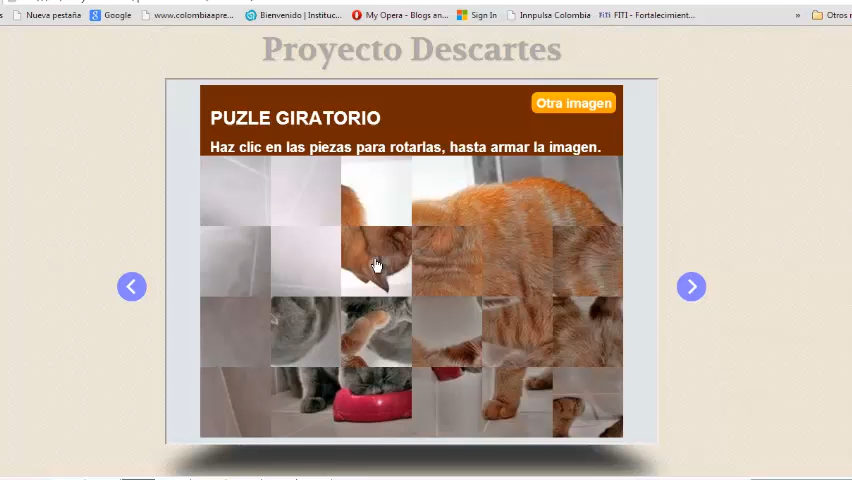 Nueva pestaña Google www.colombiaapre... Bienvenido | Instituc... My Opera - Blogs an... Sign In Innpulsa Colombia FiTi FITI - Fortalecimient... » Otros
Proyecto Descartes
Otra imagen
PUZLE GIRATORIO
Haz clic en las piezas para rotarlas, hasta armar la imagen.